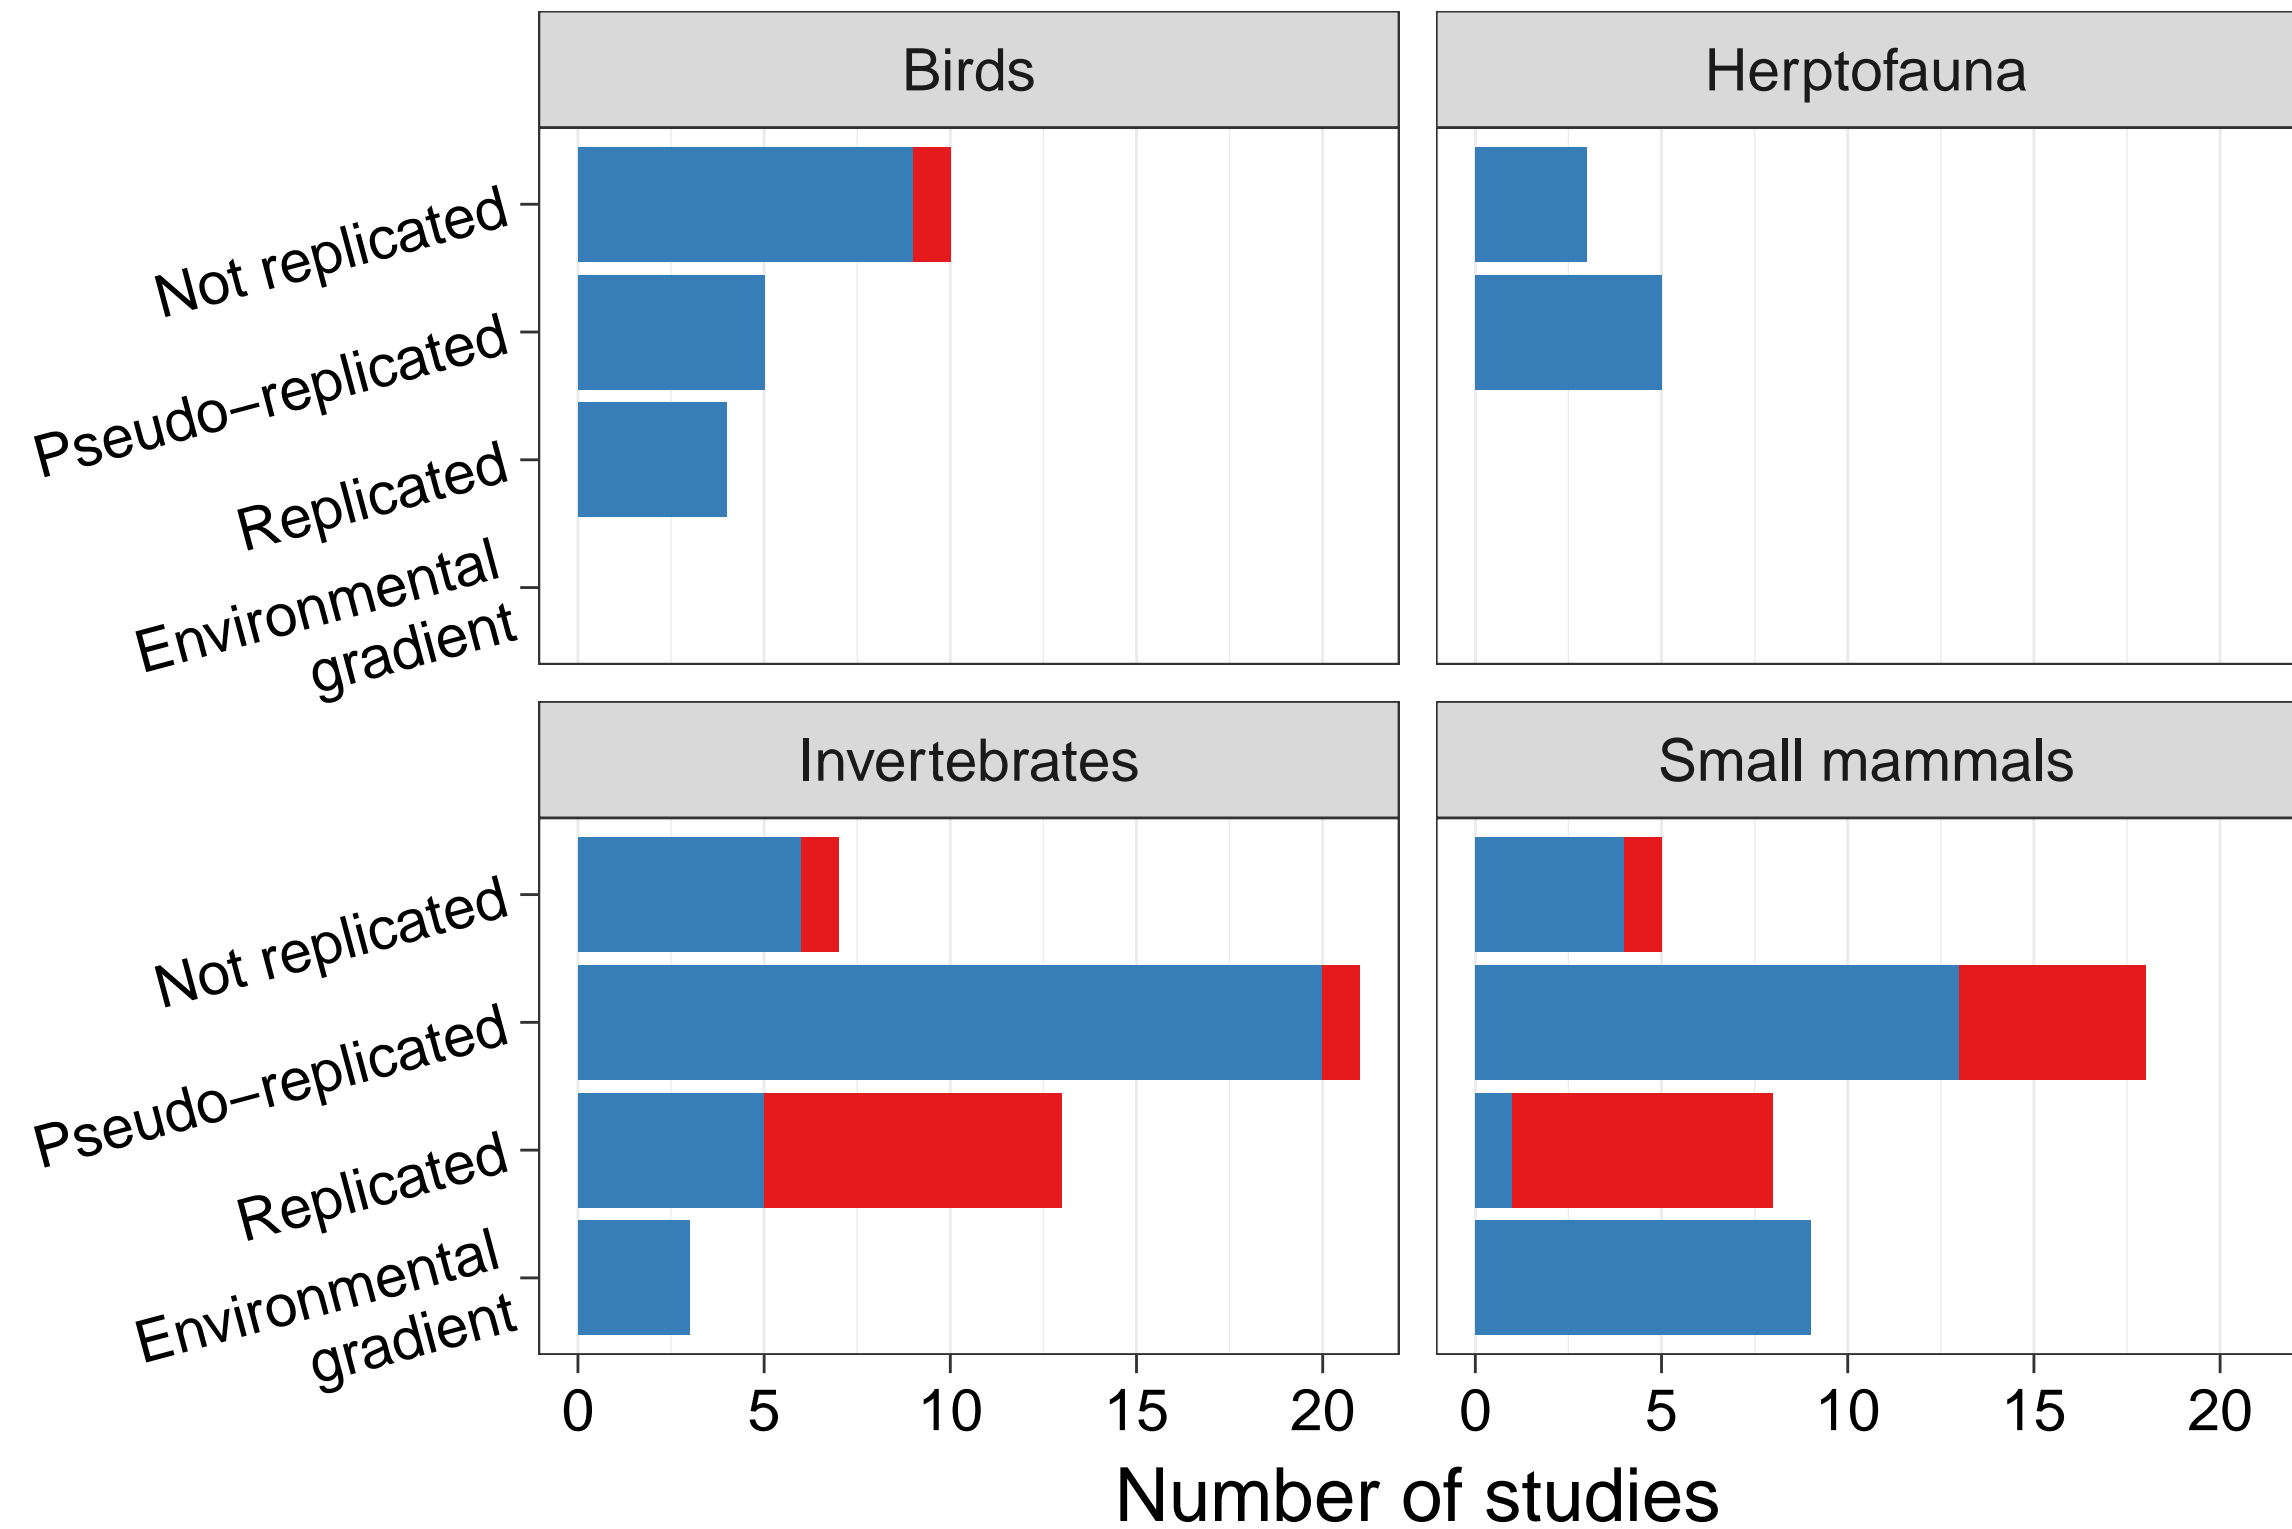 Birds
Herptofauna
Not replicated
Pseudo−replicated
Replicated
Environmental
gradient
Invertebrates
Small mammals
Not replicated
Pseudo−replicated
Replicated
Environmental
gradient
0 5 10 15 20 0 5 10 15 20
Number of studies